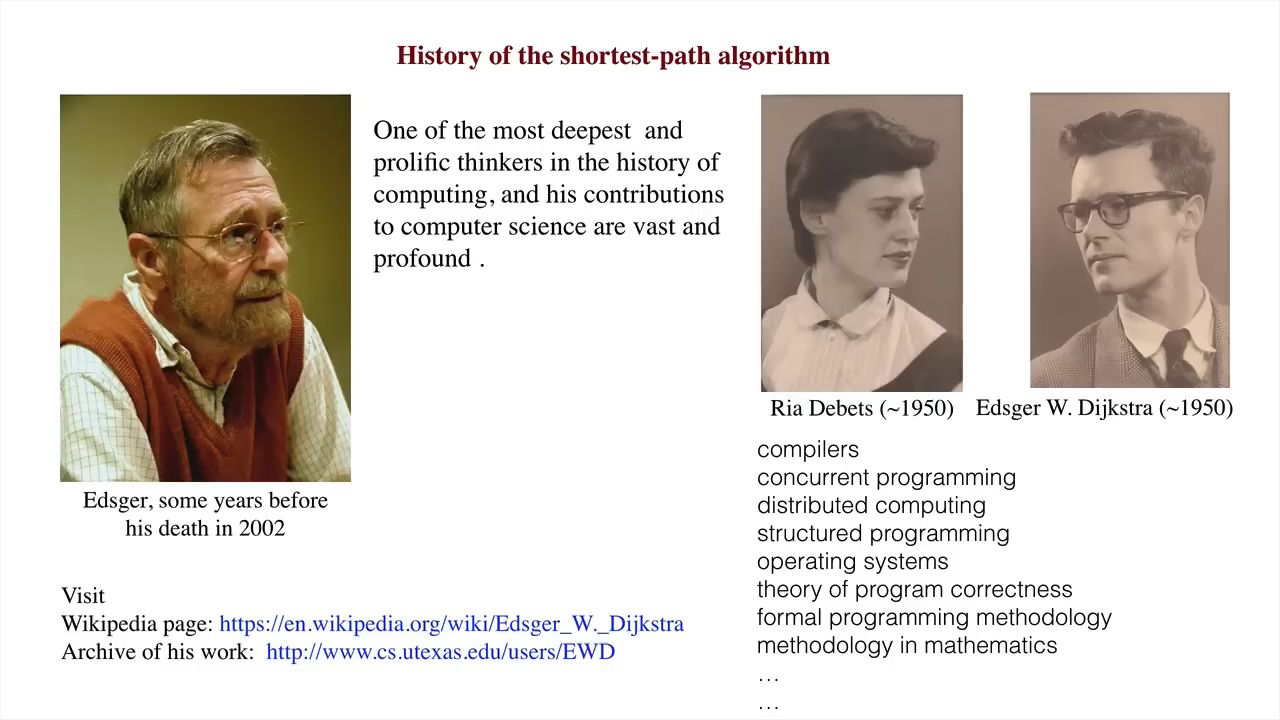 History of the shortest-path algorithm
One of the most deepest  and
prolific thinkers in the history of
computing, and his contributions
to computer science are vast and
profound .
Edsger, some years before
his death in 2002
Ria Debets (~1950)
Edsger W. Dijkstra (~1950)
compilers
concurrent programming
distributed computing
structured programming
operating systems
theory of program correctness
formal programming methodology
methodology in mathematics
…
…
Visit
Wikipedia page: https://en.wikipedia.org/wiki/Edsger_W._Dijkstra
Archive of his work:  http://www.cs.utexas.edu/users/EWD